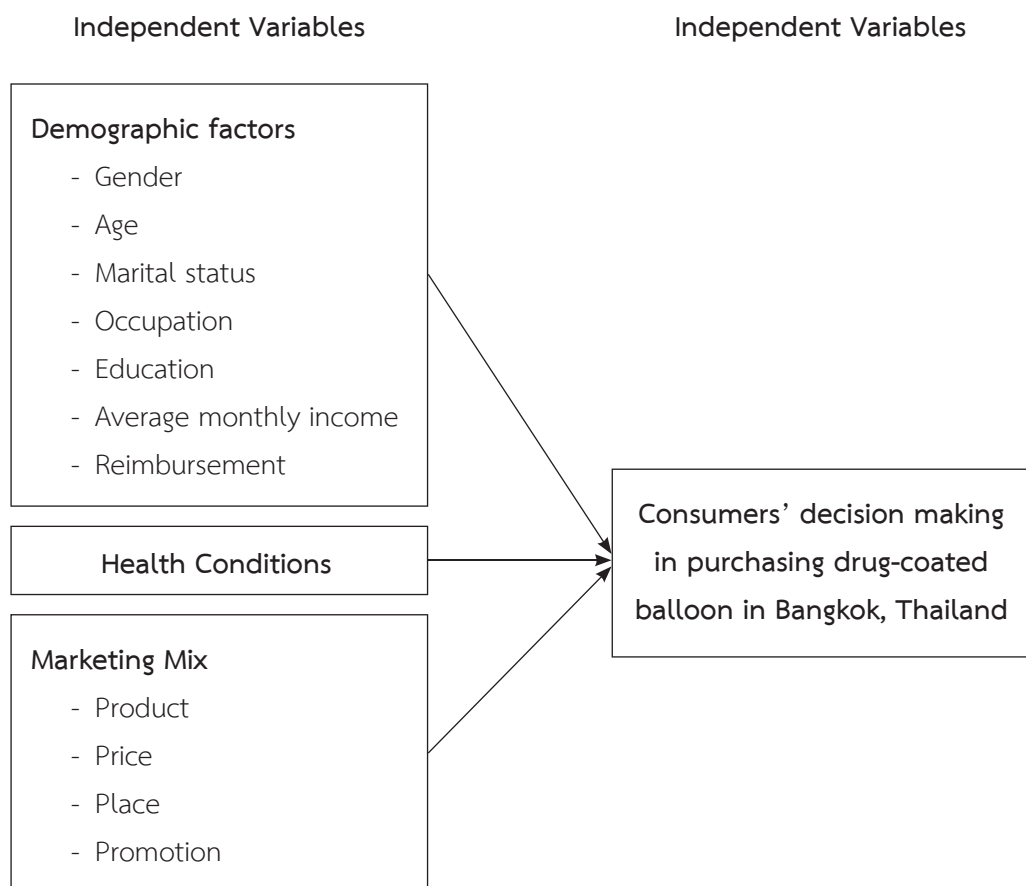 Independent Variables
Independent Variables
Demographic factors
- Gender
- Age
- Marital status
- Occupation
- Education
- Average monthly income
- Reimbursement
Health Conditions
Marketing Mix
- Product
- Price
- Place
- Promotion
Consumers’ decision making
in purchasing drug-coated
balloon in Bangkok, Thailand